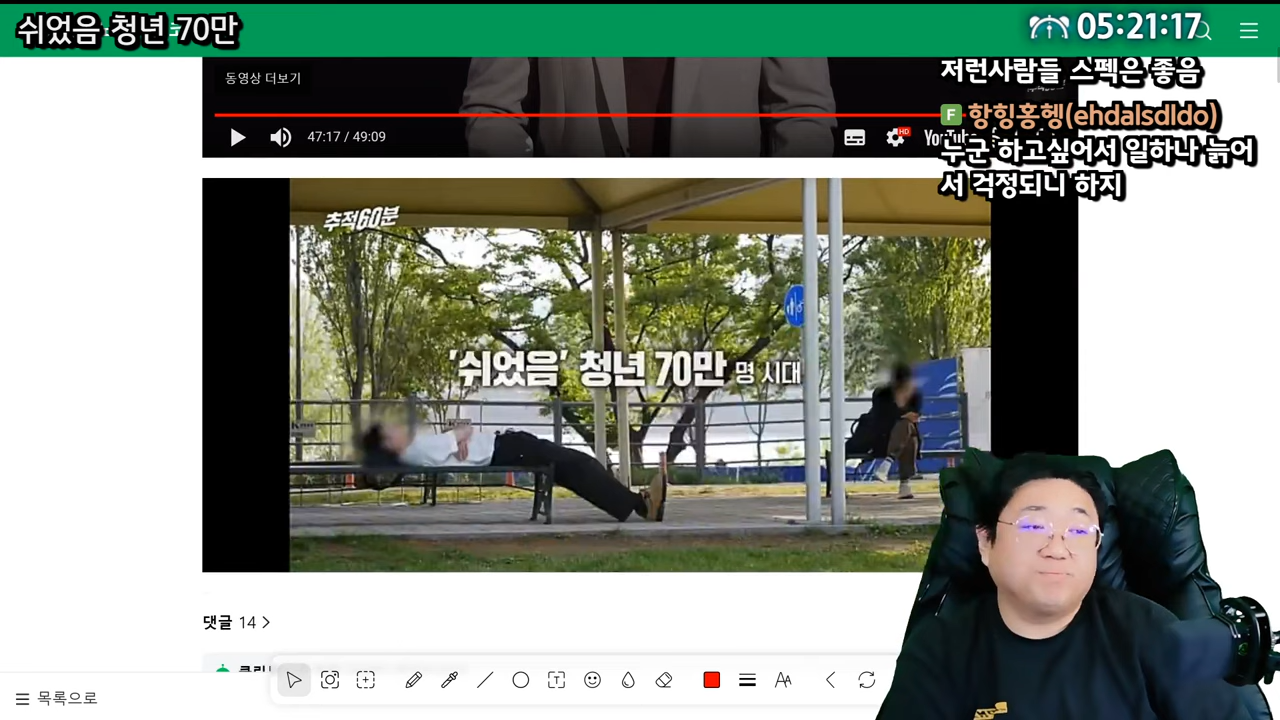 쉬었음 청년 70만
05:21:17
저런사람들 스펙은 좋음
F 항힝홍헹(ehdalsdldo)
누군 하고싶어서 일하나 늙어
서 걱정되니 하지
동영상 더보기
47:17 / 49:09
HD
YouTube
추적60분
'쉬었음' 청년 70만 명 시대
댓글 14
목록으로